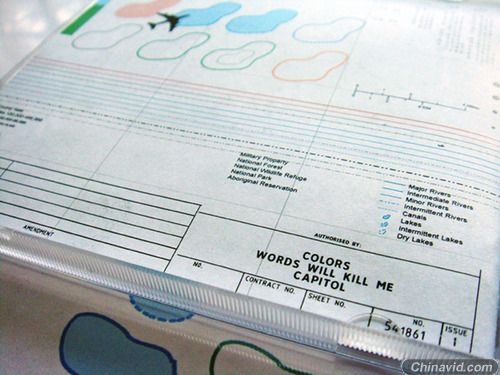 Military Property
National Forest
National Wildlife Refuge
National Park
Aboriginal Reservation
Major Rivers
Intermediate Rivers
Minor Rivers
Intermittent Rivers
Canals
Lakes
Intermittent Lakes
Dry Lakes
AMENDMENT
AUTHORISED BY:
COLORS
WORDS WILL KILL ME
CAPITOL
NO.
CONTRACT NO.
SHEET NO.
NO.
541861
ISSUE
1
Chinavid.com